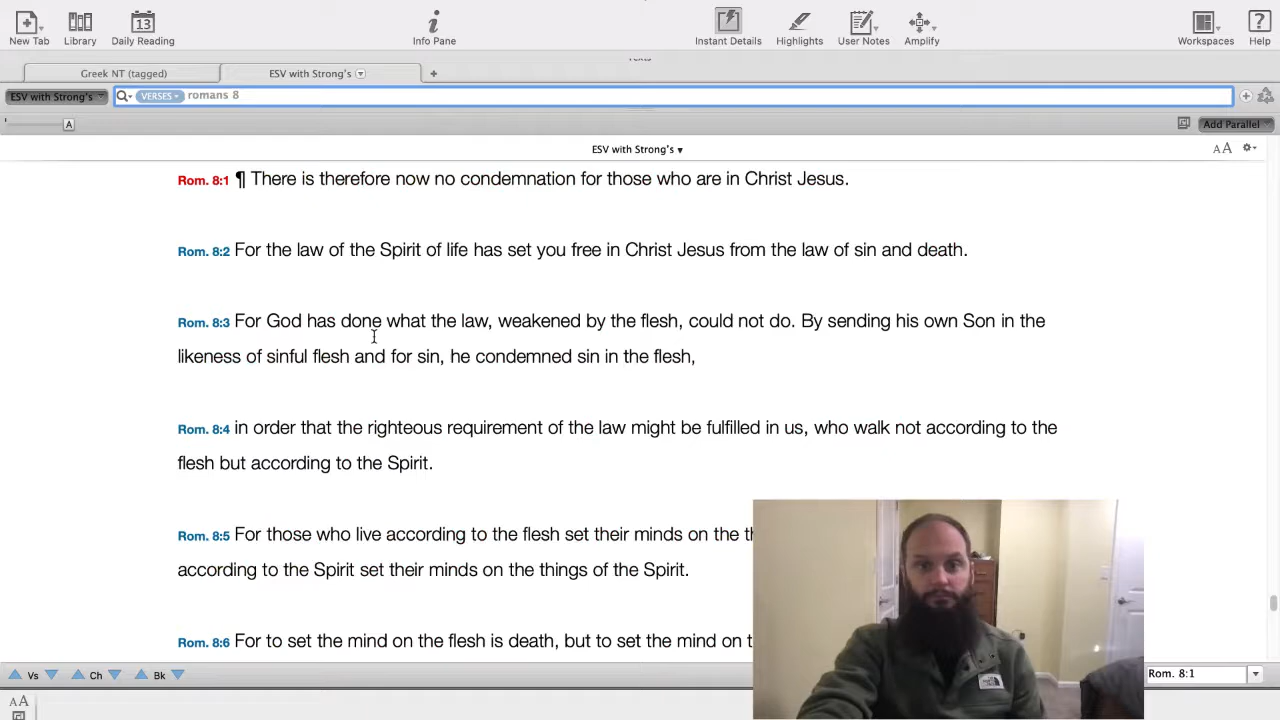 New Tab Library Daily Reading Info Pane Instant Details Highlights User Notes Amplify Workspaces Help
13
Greek NT (tagged) ESV with Strong's +
ESV with Strong's VERSES romans 8
A Add Parallel
ESV with Strong's AA
Rom. 8:1 ¶ There is therefore now no condemnation for those who are in Christ Jesus.
Rom. 8:2 For the law of the Spirit of life has set you free in Christ Jesus from the law of sin and death.
Rom. 8:3 For God has done what the law, weakened by the flesh, could not do. By sending his own Son in the
likeness of sinful flesh and for sin, he condemned sin in the flesh,
Rom. 8:4 in order that the righteous requirement of the law might be fulfilled in us, who walk not according to the
flesh but according to the Spirit.
Rom. 8:5 For those who live according to the flesh set their minds on the
according to the Spirit set their minds on the things of the Spirit.
Rom. 8:6 For to set the mind on the flesh is death, but to set the mind on
Vs Ch Bk Rom. 8:1
AA